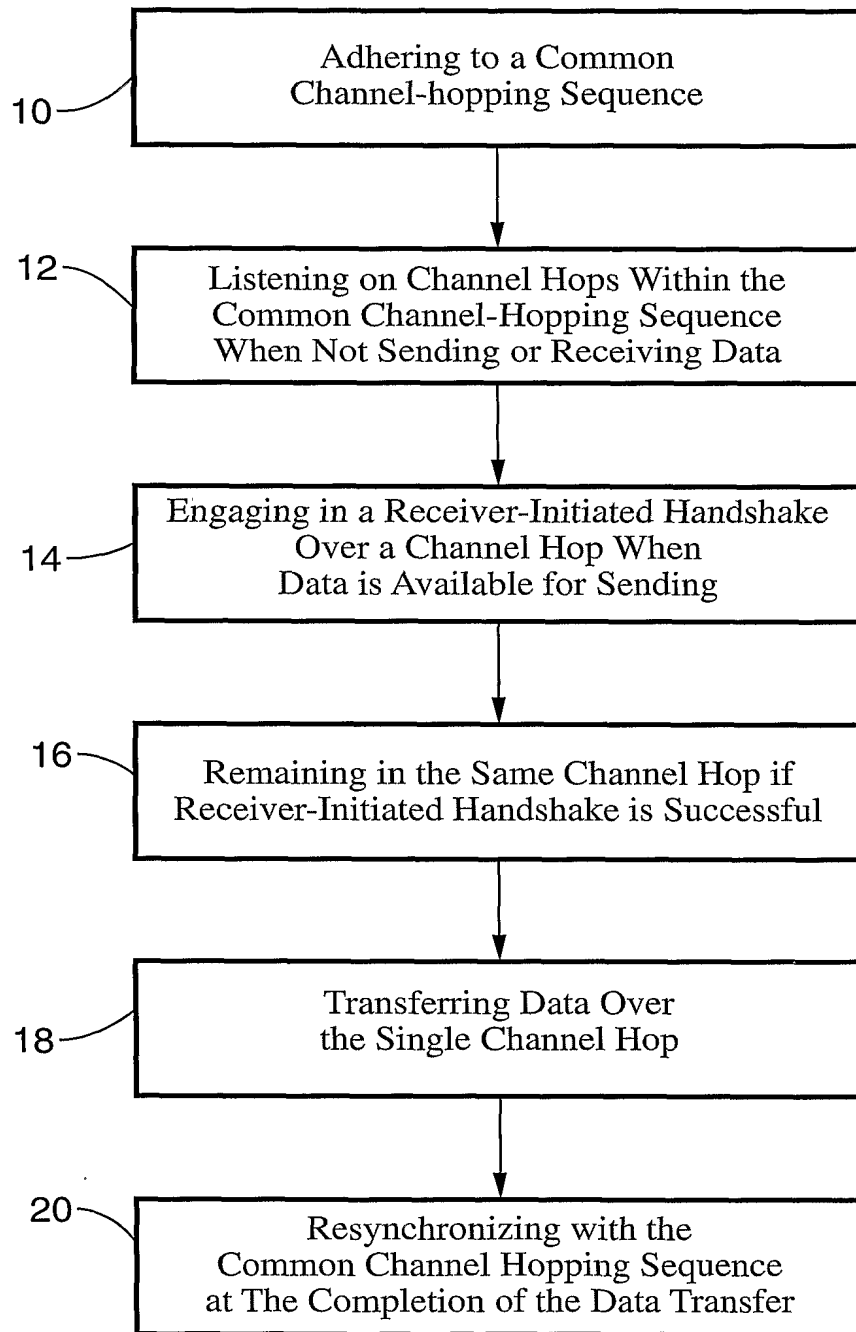 10
Adhering to a Common
Channel-hopping Sequence
12
Listening on Channel Hops Within the
Common Channel-Hopping Sequence
When Not Sending or Receiving Data
14
Engaging in a Receiver-Initiated Handshake
Over a Channel Hop When
Data is Available for Sending
16
Remaining in the Same Channel Hop if
Receiver-Initiated Handshake is Successful
18
Transferring Data Over
the Single Channel Hop
20
Resynchronizing with the
Common Channel Hopping Sequence
at The Completion of the Data Transfer